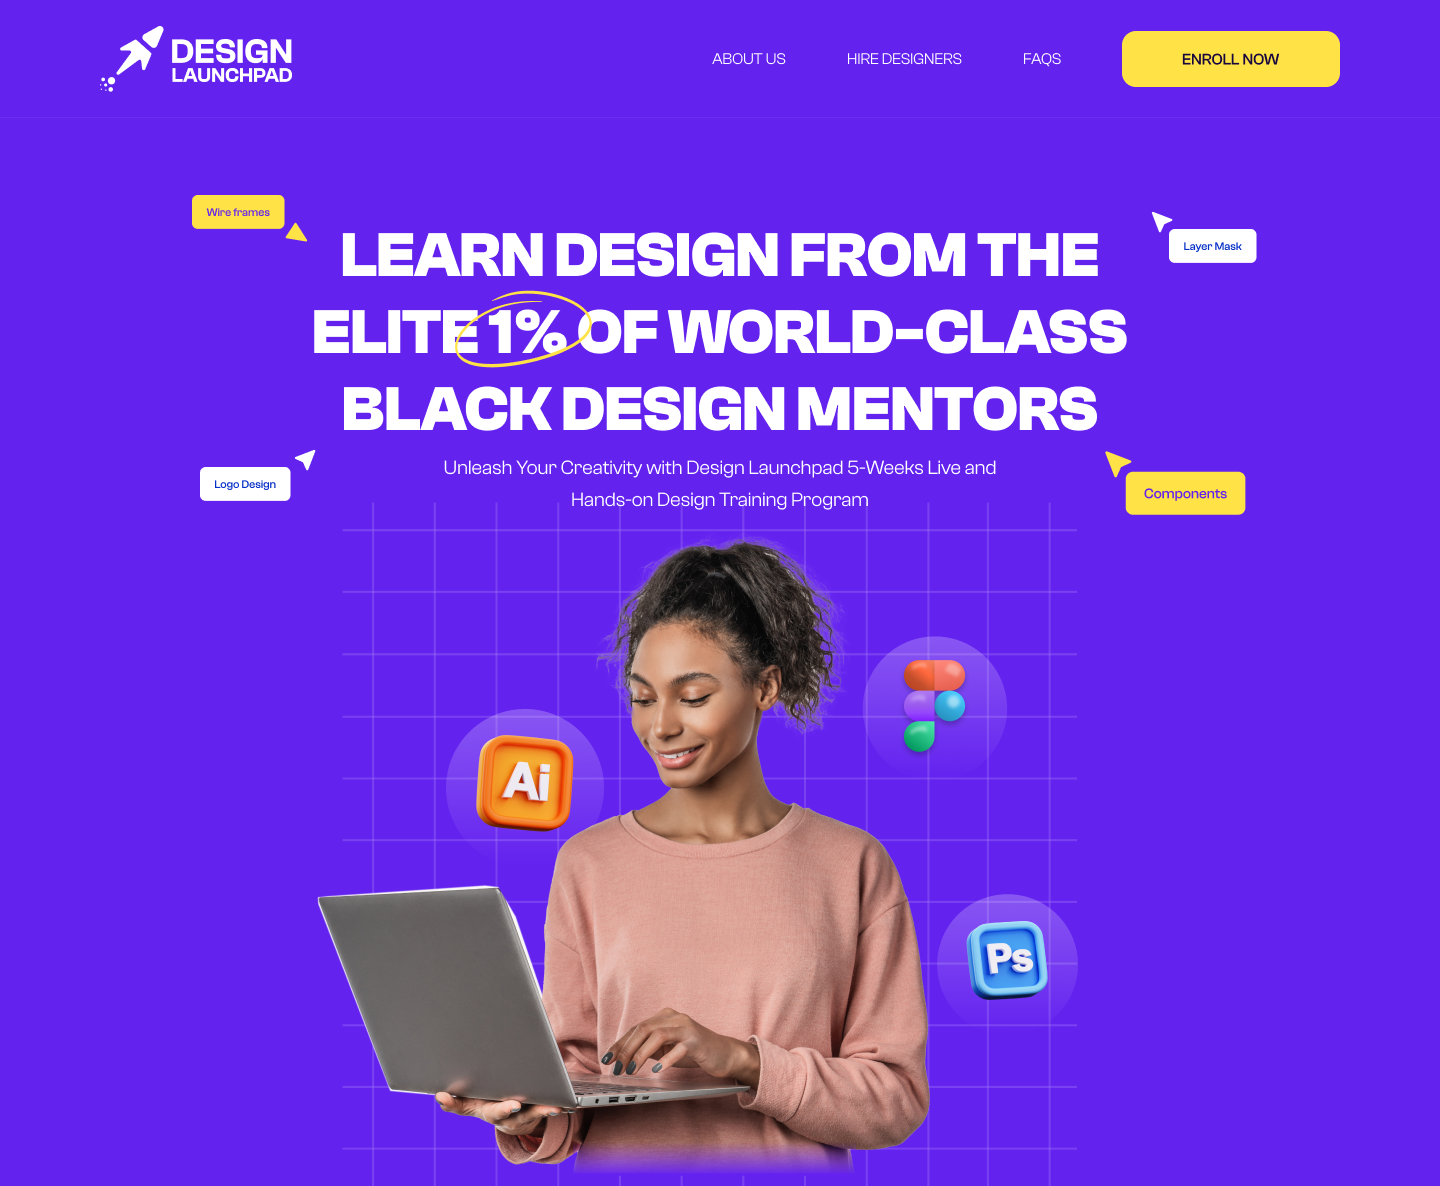 DESIGN
LAUNCHPAD
ABOUT US
HIRE DESIGNERS
FAQS
ENROLL NOW
Wire frames
Layer Mask
LEARN DESIGN FROM THE
ELITE 1% OF WORLD-CLASS
BLACK DESIGN MENTORS
Logo Design
Components
Unleash Your Creativity with Design Launchpad 5-Weeks Live and
Hands-on Design Training Program
Ai
Ps